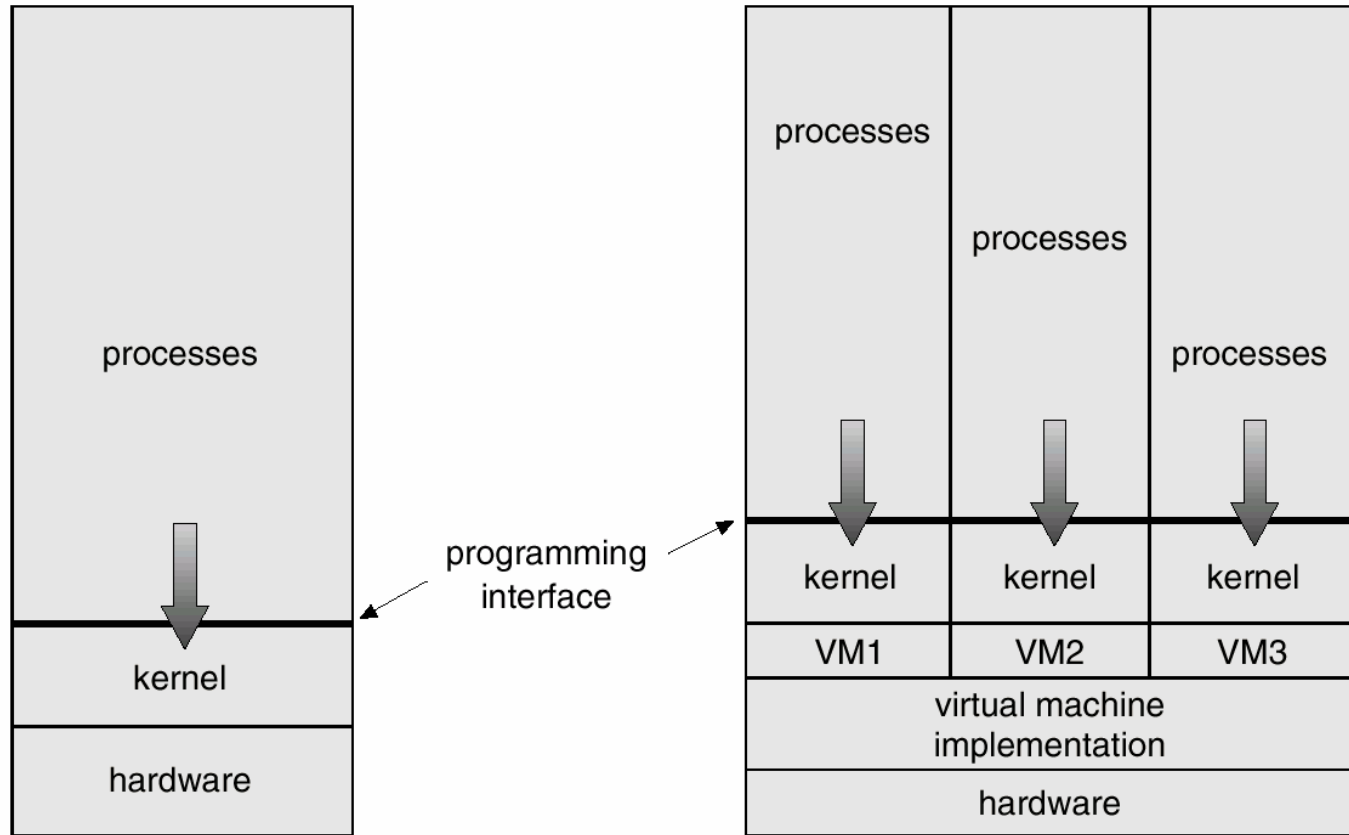 processes
kernel
hardware
programming
interface
processes
processes
processes
kernel
kernel
kernel
VM1
VM2
VM3
virtual machine
implementation
hardware